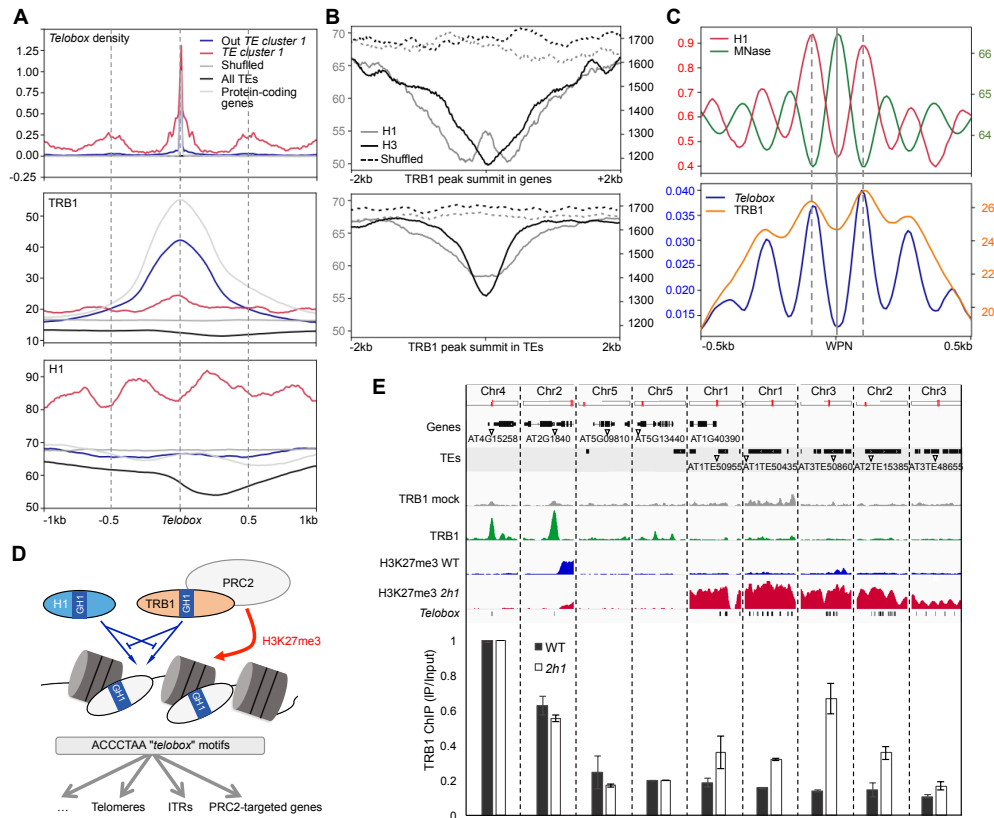 A
Telobox density
Out TE cluster 1
TE cluster 1
Shuffled
All TEs
Protein-coding
genes
1.25
1.00
0.75
0.50
0.25
0.00
-0.25
TRB1
50
40
30
20
10
H1
90
80
70
60
50
-1kb
-0.5
Telobox
0.5
1kb
B
70
65
60
55
50
1700
1600
1500
1400
1300
1200
H1
H3
Shuffled
-2kb
TRB1 peak summit in genes
+2kb
70
65
60
55
50
1700
1600
1500
1400
1300
1200
-2kb
TRB1 peak summit in TEs
2kb
C
H1
MNase
0.9
0.8
0.7
0.6
0.5
0.4
66
65
64
Telobox
TRB1
0.040
0.035
0.030
0.025
0.020
0.015
26
24
22
20
-0.5kb
WPN
0.5kb
D
PRC2
H1
GH1
TRB1
GH1
H3K27me3
GH1
GH1
ACCCTAA "telobox" motifs
...
Telomeres
ITRs
PRC2-targeted genes
E
Chr4
Chr2
Chr5
Chr5
Chr1
Chr1
Chr3
Chr2
Chr3
Genes
AT4G15258
AT2G1840
AT5G09810
AT5G13440
AT1G40390
TEs
AT1TE50955
AT1TE50435
AT3TE50860
AT2TE15385
AT3TE48655
TRB1 mock
TRB1
H3K27me3 WT
H3K27me3 2h1
Telobox
TRB1 ChIP (IP/Input)
1
0.8
0.6
0.4
0.2
0
WT
2h1